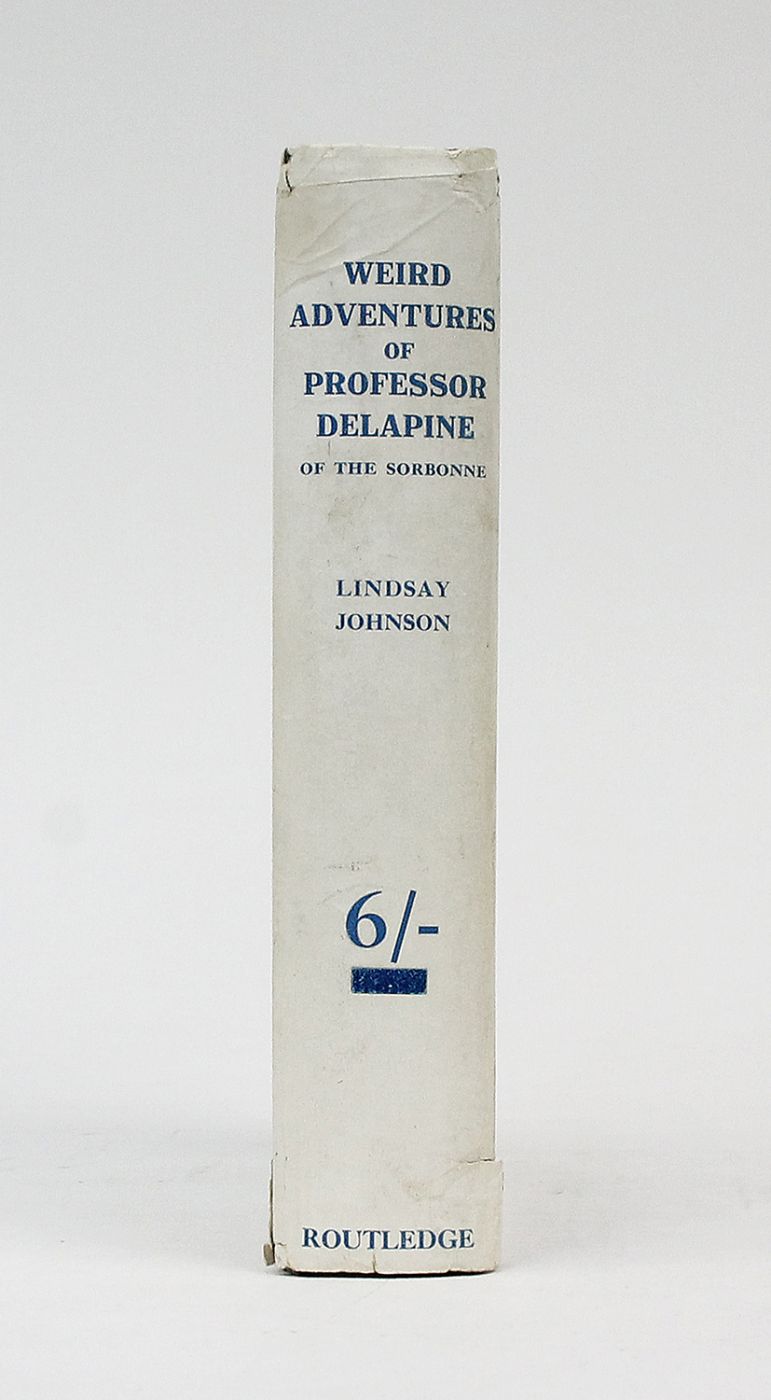 WEIRD
ADVENTURES
OF
PROFESSOR
DELAPINE
OF THE SORBONNE
LINDSAY
JOHNSON
6/-
ROUTLEDGE